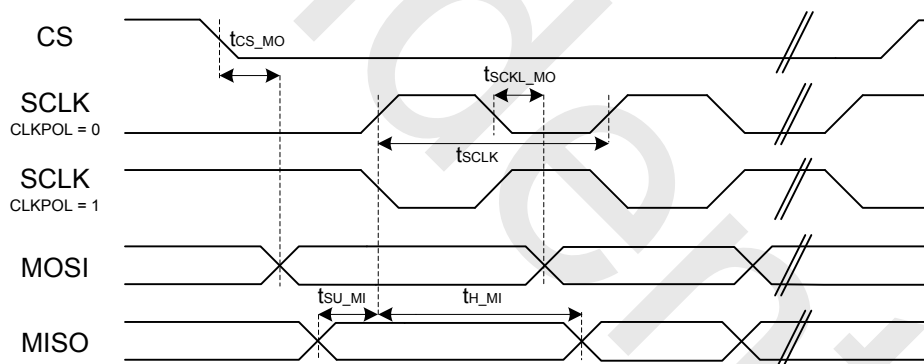 CS
tCS_MO
SCLK
CLKPOL = 0
tSCKL_MO
tSCLK
SCLK
CLKPOL = 1
MOSI
tSU_MI
tH_MI
MISO